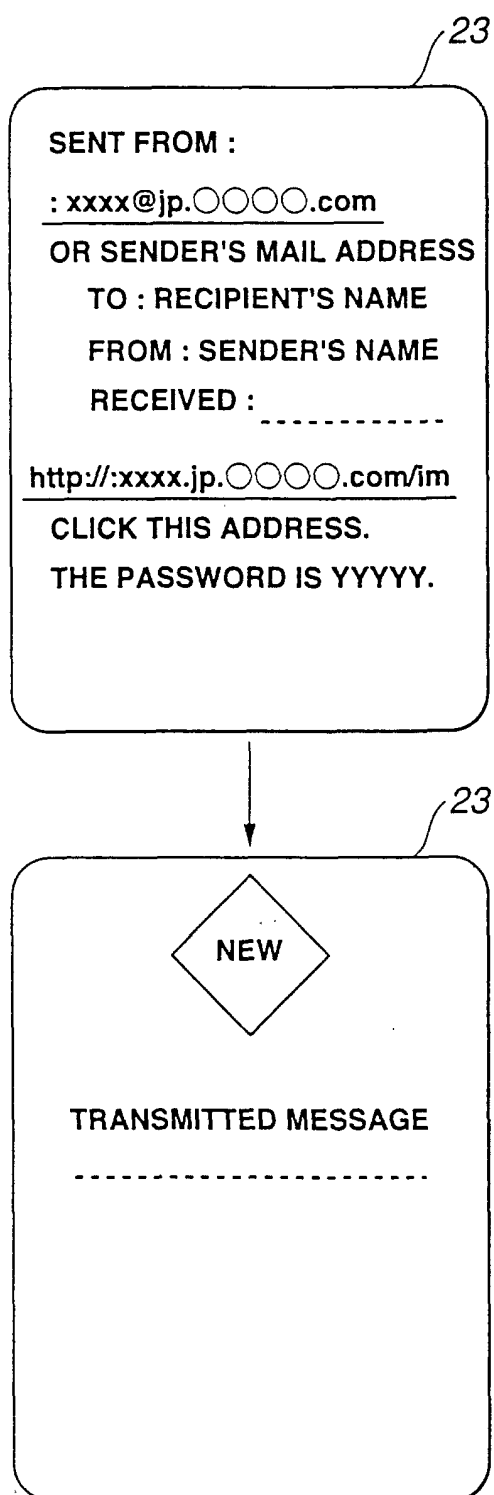 23
SENT FROM :
: xxxx@jp.○○○○.com
OR SENDER'S MAIL ADDRESS
TO : RECIPIENT'S NAME
FROM : SENDER'S NAME
RECEIVED :
http://:xxxx.jp.○○○○.com/im
CLICK THIS ADDRESS.
THE PASSWORD IS YYYYY.
23
NEW
TRANSMITTED MESSAGE